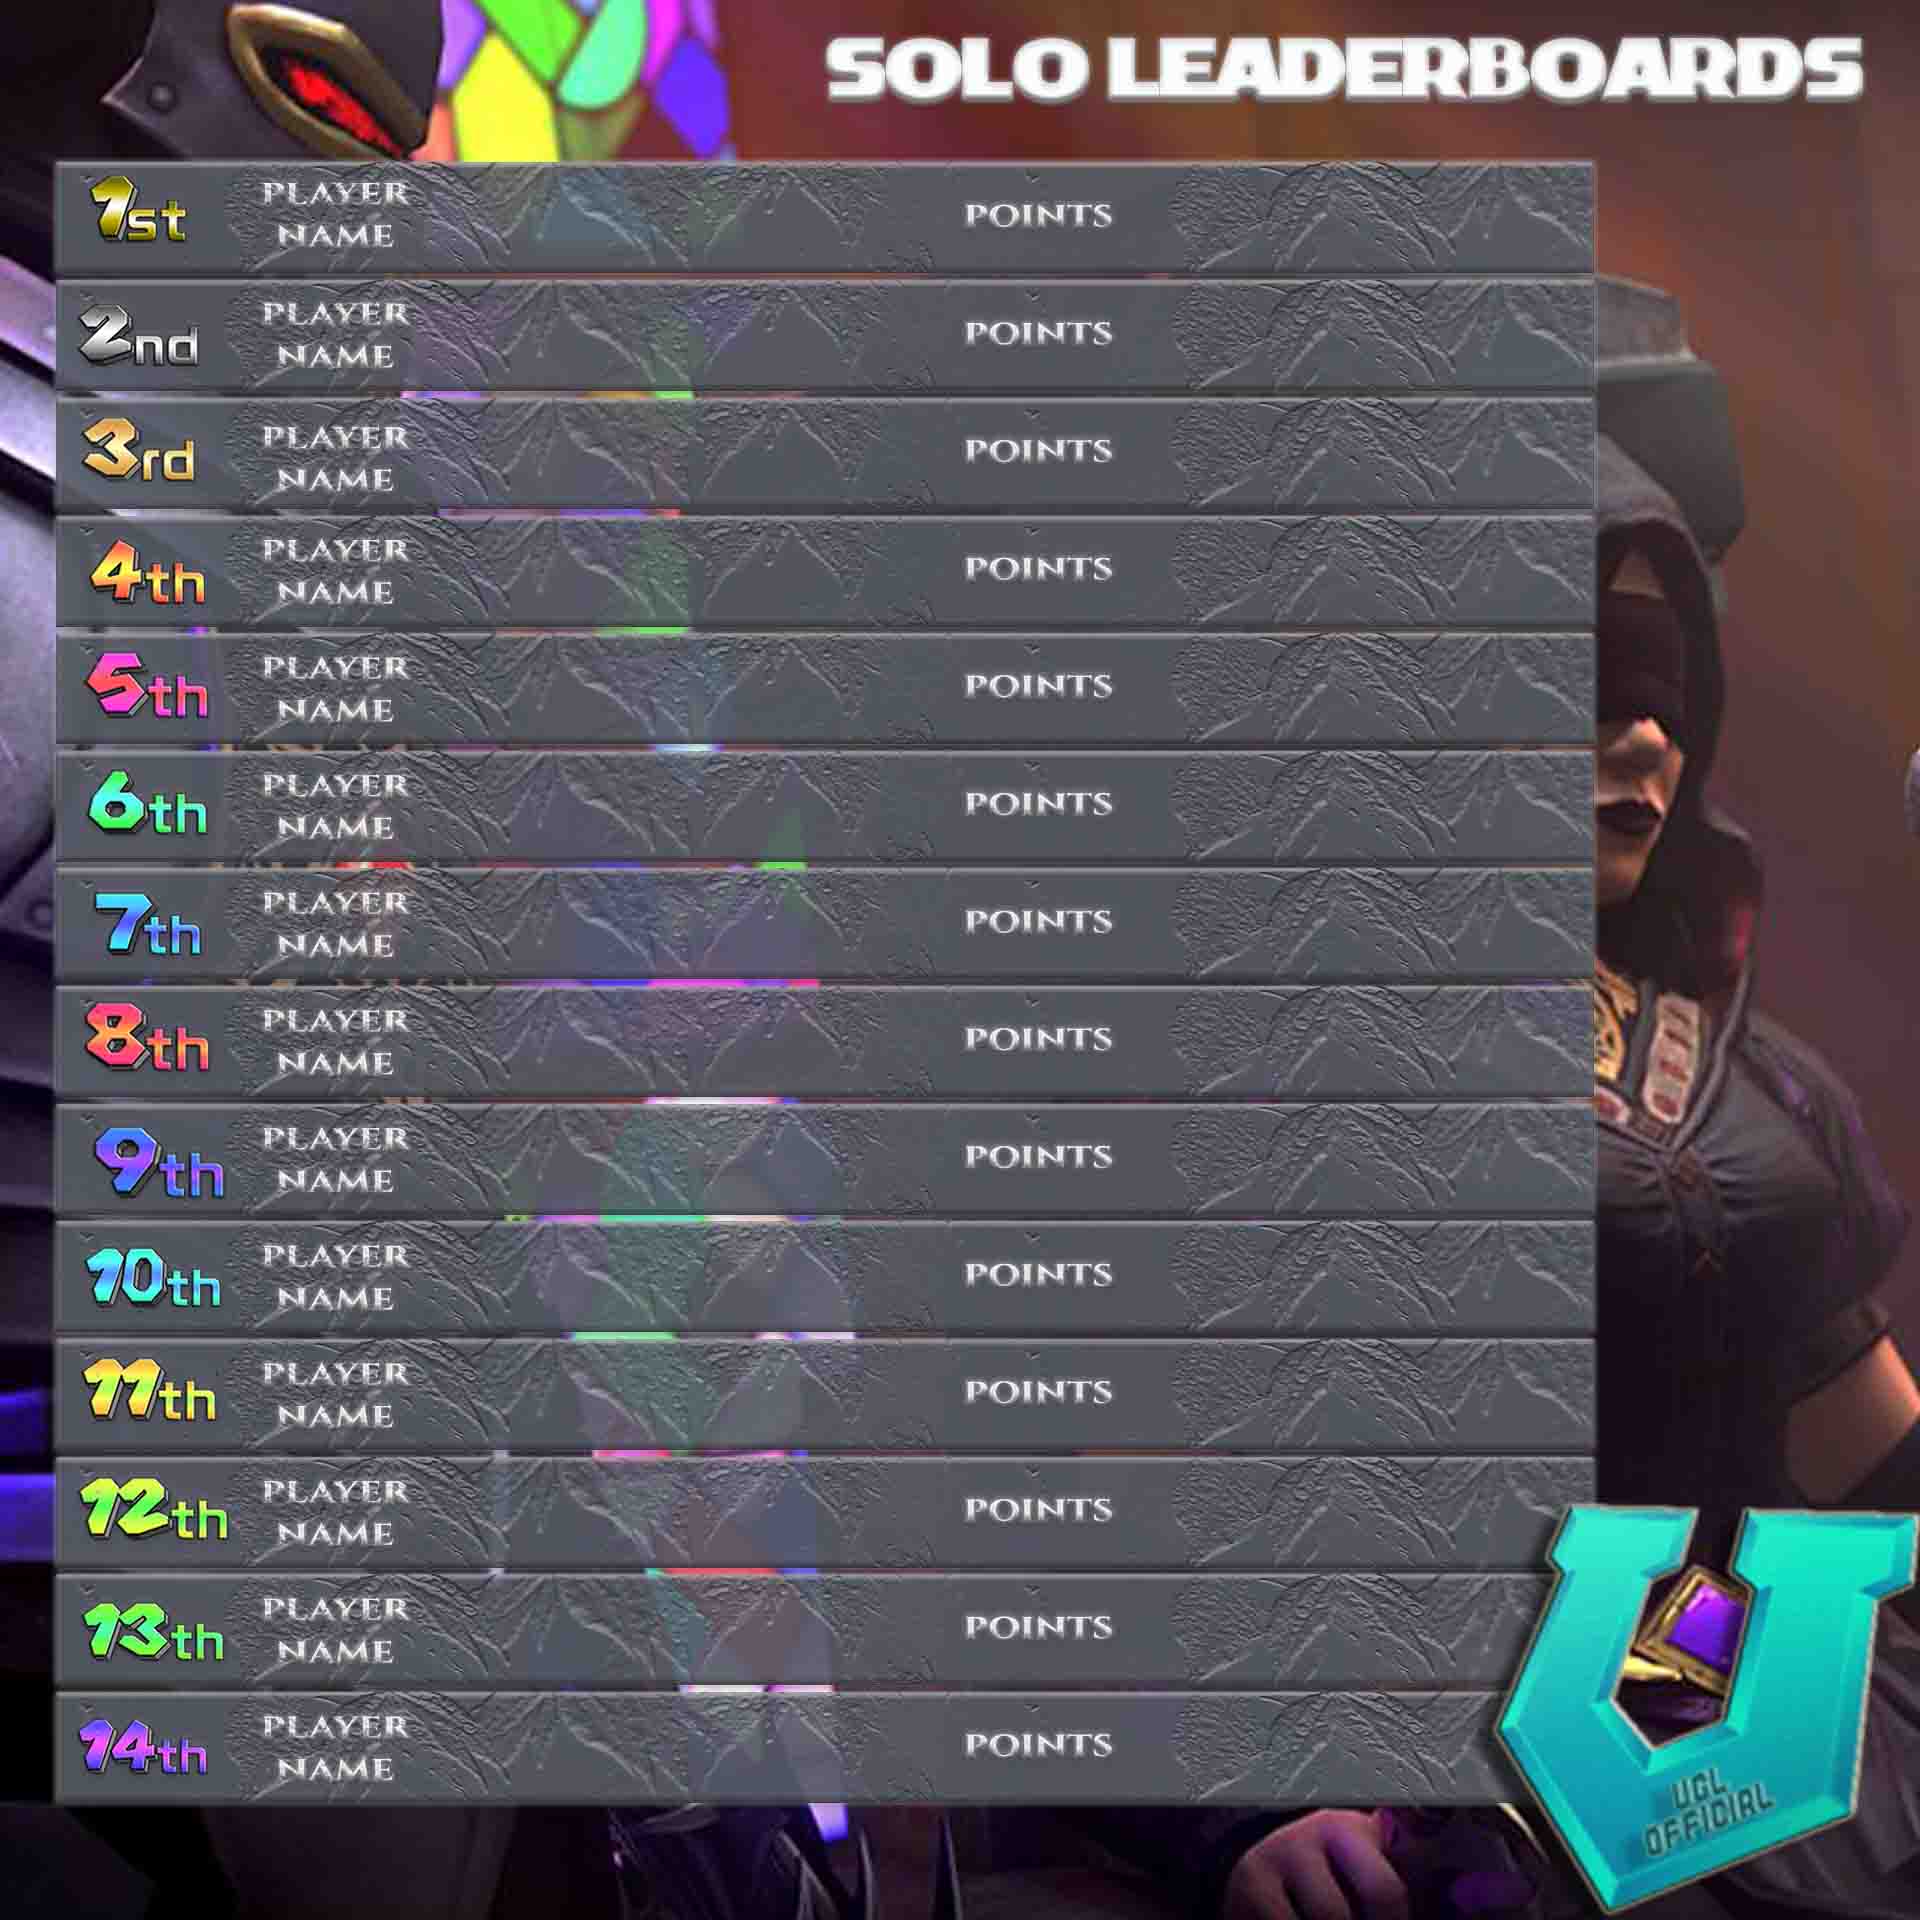 SOLO LEADERBOARDS
1st PLAYER NAME POINTS
2nd PLAYER NAME POINTS
3rd PLAYER NAME POINTS
4th PLAYER NAME POINTS
5th PLAYER NAME POINTS
6th PLAYER NAME POINTS
7th PLAYER NAME POINTS
8th PLAYER NAME POINTS
9th PLAYER NAME POINTS
10th PLAYER NAME POINTS
11th PLAYER NAME POINTS
12th PLAYER NAME POINTS
13th PLAYER NAME POINTS
14th PLAYER NAME POINTS
U
UGL
OFFICIAL